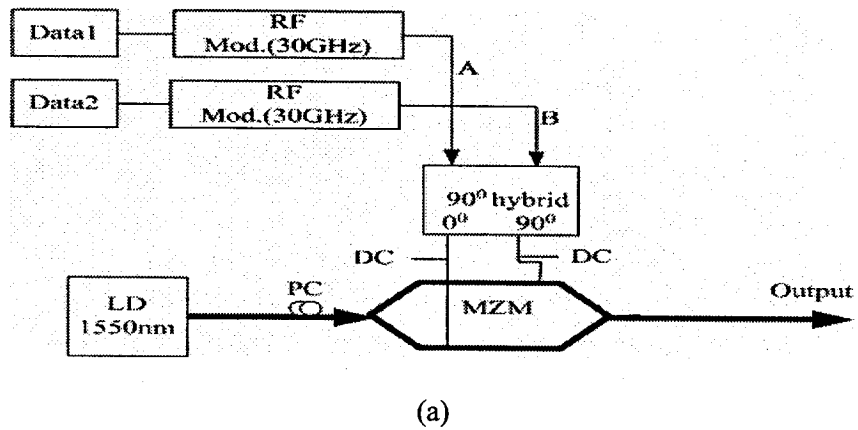 Data1
RF
Mod.(30GHz)
A
Data2
RF
Mod.(30GHz)
B
90⁰ hybrid
0⁰ 90⁰
DC
DC
LD
1550nm
PC
MZM
Output
(a)